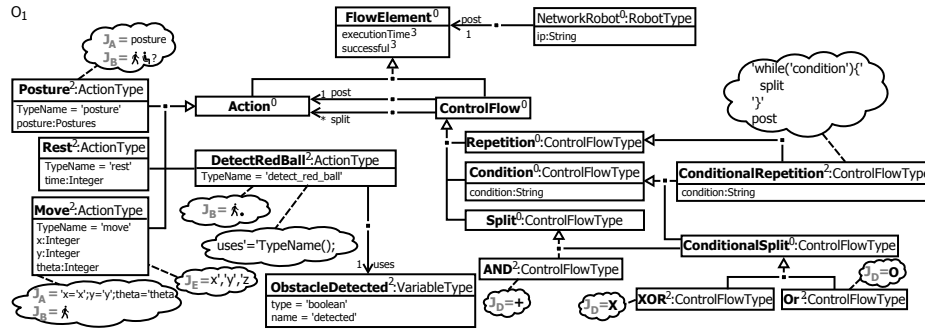 O1
FlowElement0
executionTime3
successful3
post
1
NetworkRobot0:RobotType
ip:String
JA = posture
JB = ?
Posture2:ActionType
TypeName = 'posture'
posture:Postures
Action0
1 post
* split
ControlFlow0
'while('condition'){'
split
'}'
post
Rest2:ActionType
TypeName = 'rest'
time:Integer
DetectRedBall2:ActionType
TypeName = 'detect_red_ball'
Repetition0:ControlFlowType
Condition0:ControlFlowType
condition:String
ConditionalRepetition2:ControlFlowType
condition:String
Move2:ActionType
TypeName = 'move'
x:Integer
y:Integer
theta:Integer
JB =
uses'='TypeName();
Split0:ControlFlowType
ConditionalSplit0:ControlFlowType
JE = x','y','z
JA = 'x='x';y='y';theta='theta
JB =
1 uses
ObstacleDetected2:VariableType
type = 'boolean'
name = 'detected'
AND2:ControlFlowType
JD=+
JD=O
JD=X
XOR2:ControlFlowType
Or2:ControlFlowType